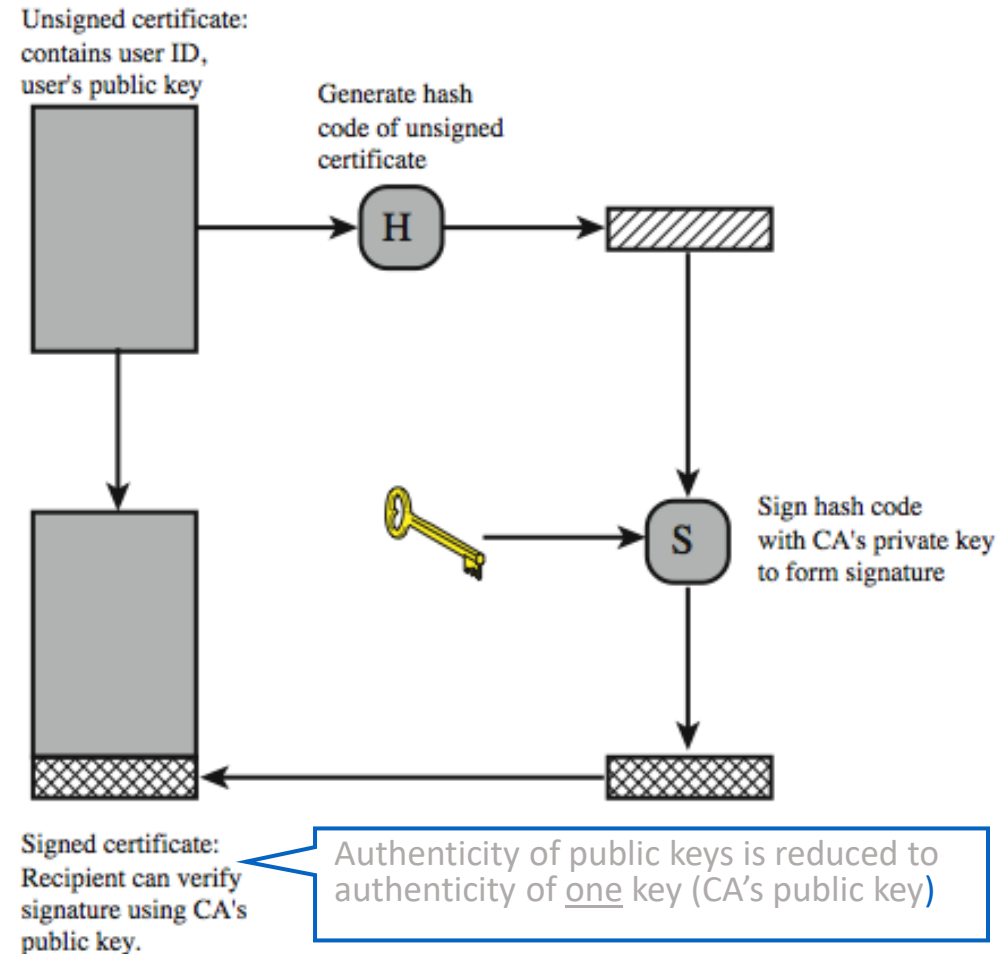 Unsigned certificate:
contains user ID,
user's public key
Generate hash
code of unsigned
certificate
H
S
Sign hash code
with CA's private key
to form signature
Signed certificate:
Recipient can verify
signature using CA's
public key.
Authenticity of public keys is reduced to
authenticity of one key (CA's public key)